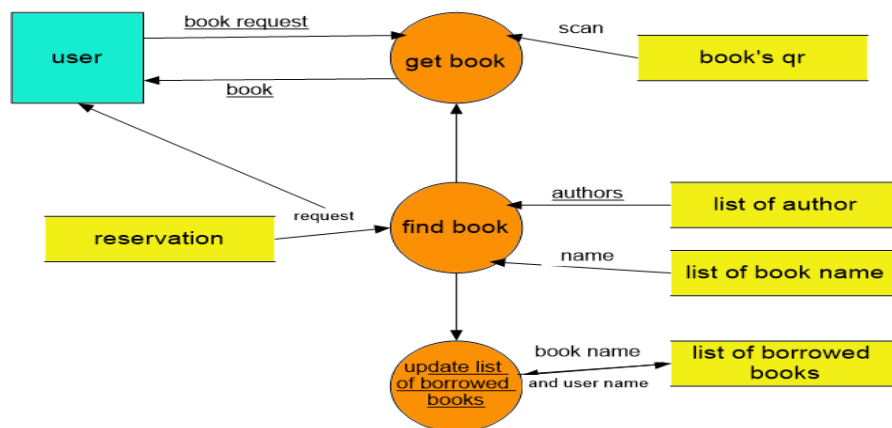 book request
scan
user
get book
book's qr
book
authors
list of author
request
reservation
find book
name
list of book name
book name
list of borrowed
books
update list
of borrowed
books
and user name